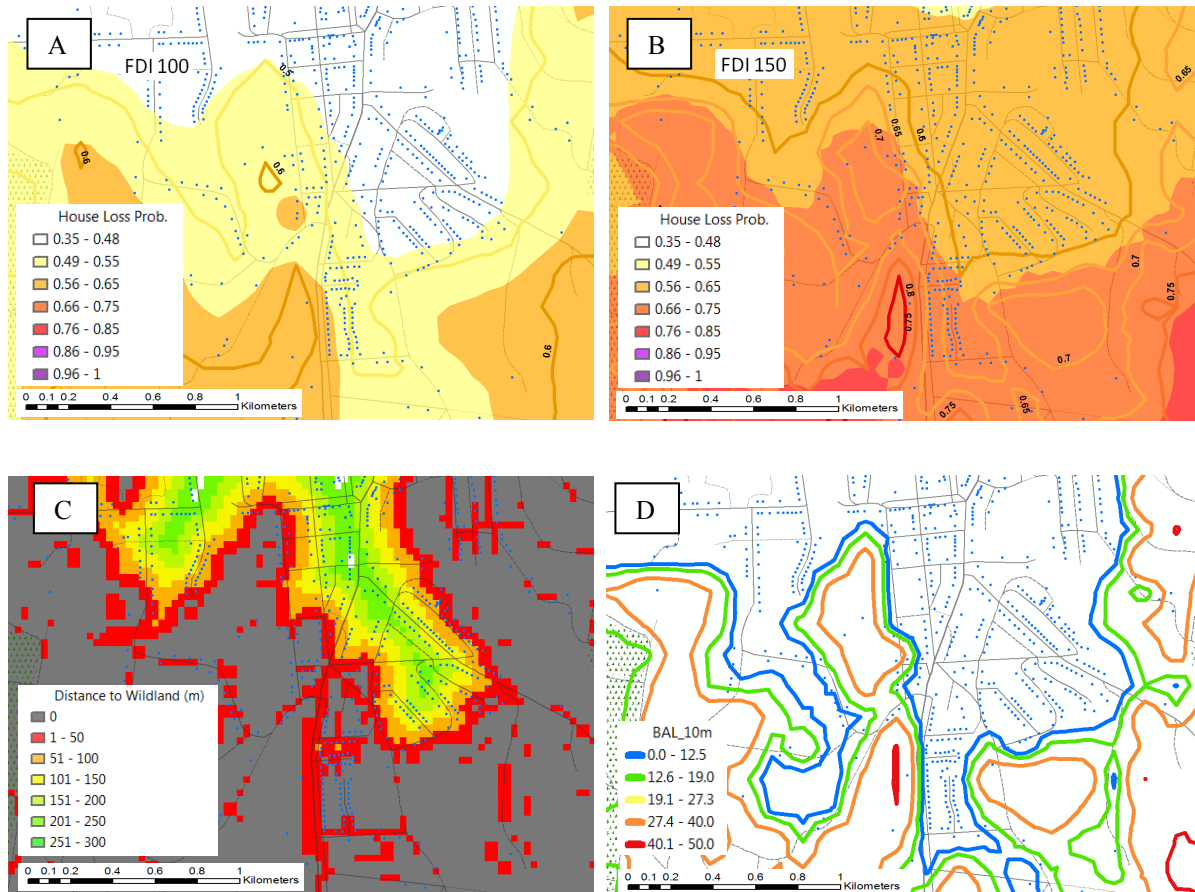 A
FDI 100
0.5
0.6
0.6
0.6
House Loss Prob.
0.35 - 0.48
0.49 - 0.55
0.56 - 0.65
0.66 - 0.75
0.76 - 0.85
0.86 - 0.95
0.96 - 1
0 0.1 0.2 0.4 0.6 0.8 1
Kilometers
B
FDI 150
0.65
0.65
0.6
0.7
0.7
0.75
0.8
0.75
0.7
0.75
0.65
House Loss Prob.
0.35 - 0.48
0.49 - 0.55
0.56 - 0.65
0.66 - 0.75
0.76 - 0.85
0.86 - 0.95
0.96 - 1
0 0.1 0.2 0.4 0.6 0.8 1
Kilometers
C
Distance to Wildland (m)
0
1 - 50
51 - 100
101 - 150
151 - 200
201 - 250
251 - 300
0 0.1 0.2 0.4 0.6 0.8 1
Kilometers
D
BAL_10m
0.0 - 12.5
12.6 - 19.0
19.1 - 27.3
27.4 - 40.0
40.1 - 50.0
0 0.1 0.2 0.4 0.6 0.8 1
Kilometers